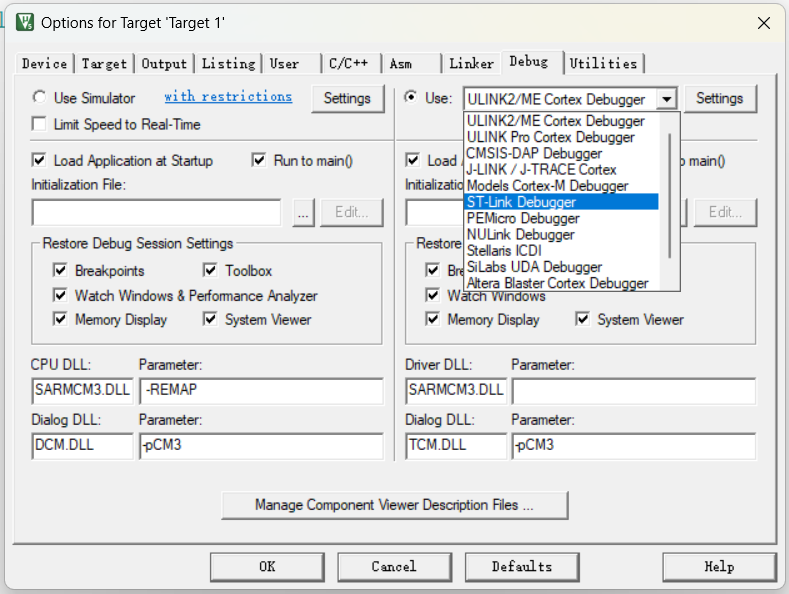 Options for Target 'Target 1'
Device Target Output Listing User C/C++ Asm Linker Debug Utilities
Use Simulator with restrictions Settings
Limit Speed to Real-Time
Use: ULINK2/ME Cortex Debugger Settings
ULINK2/ME Cortex Debugger
ULINK Pro Cortex Debugger
CMSIS-DAP Debugger
J-LINK / J-TRACE Cortex
Models Cortex-M Debugger
ST-Link Debugger
PEMicro Debugger
NULink Debugger
Stellaris ICDI
SiLabs UDA Debugger
Altera Blaster Cortex Debugger
Load Application at Startup Run to main()
Initialization File:
... Edit...
Restore Debug Session Settings
Breakpoints Toolbox
Watch Windows & Performance Analyzer
Memory Display System Viewer
Load o main()
Edit...
Restore
Watch Windows
Memory Display System Viewer
CPU DLL: Parameter:
SARMCM3.DLL -REMAP
Dialog DLL: Parameter:
DCM.DLL -pCM3
Driver DLL: Parameter:
SARMCM3.DLL
Dialog DLL: Parameter:
TCM.DLL -pCM3
Manage Component Viewer Description Files ...
OK Cancel Defaults Help